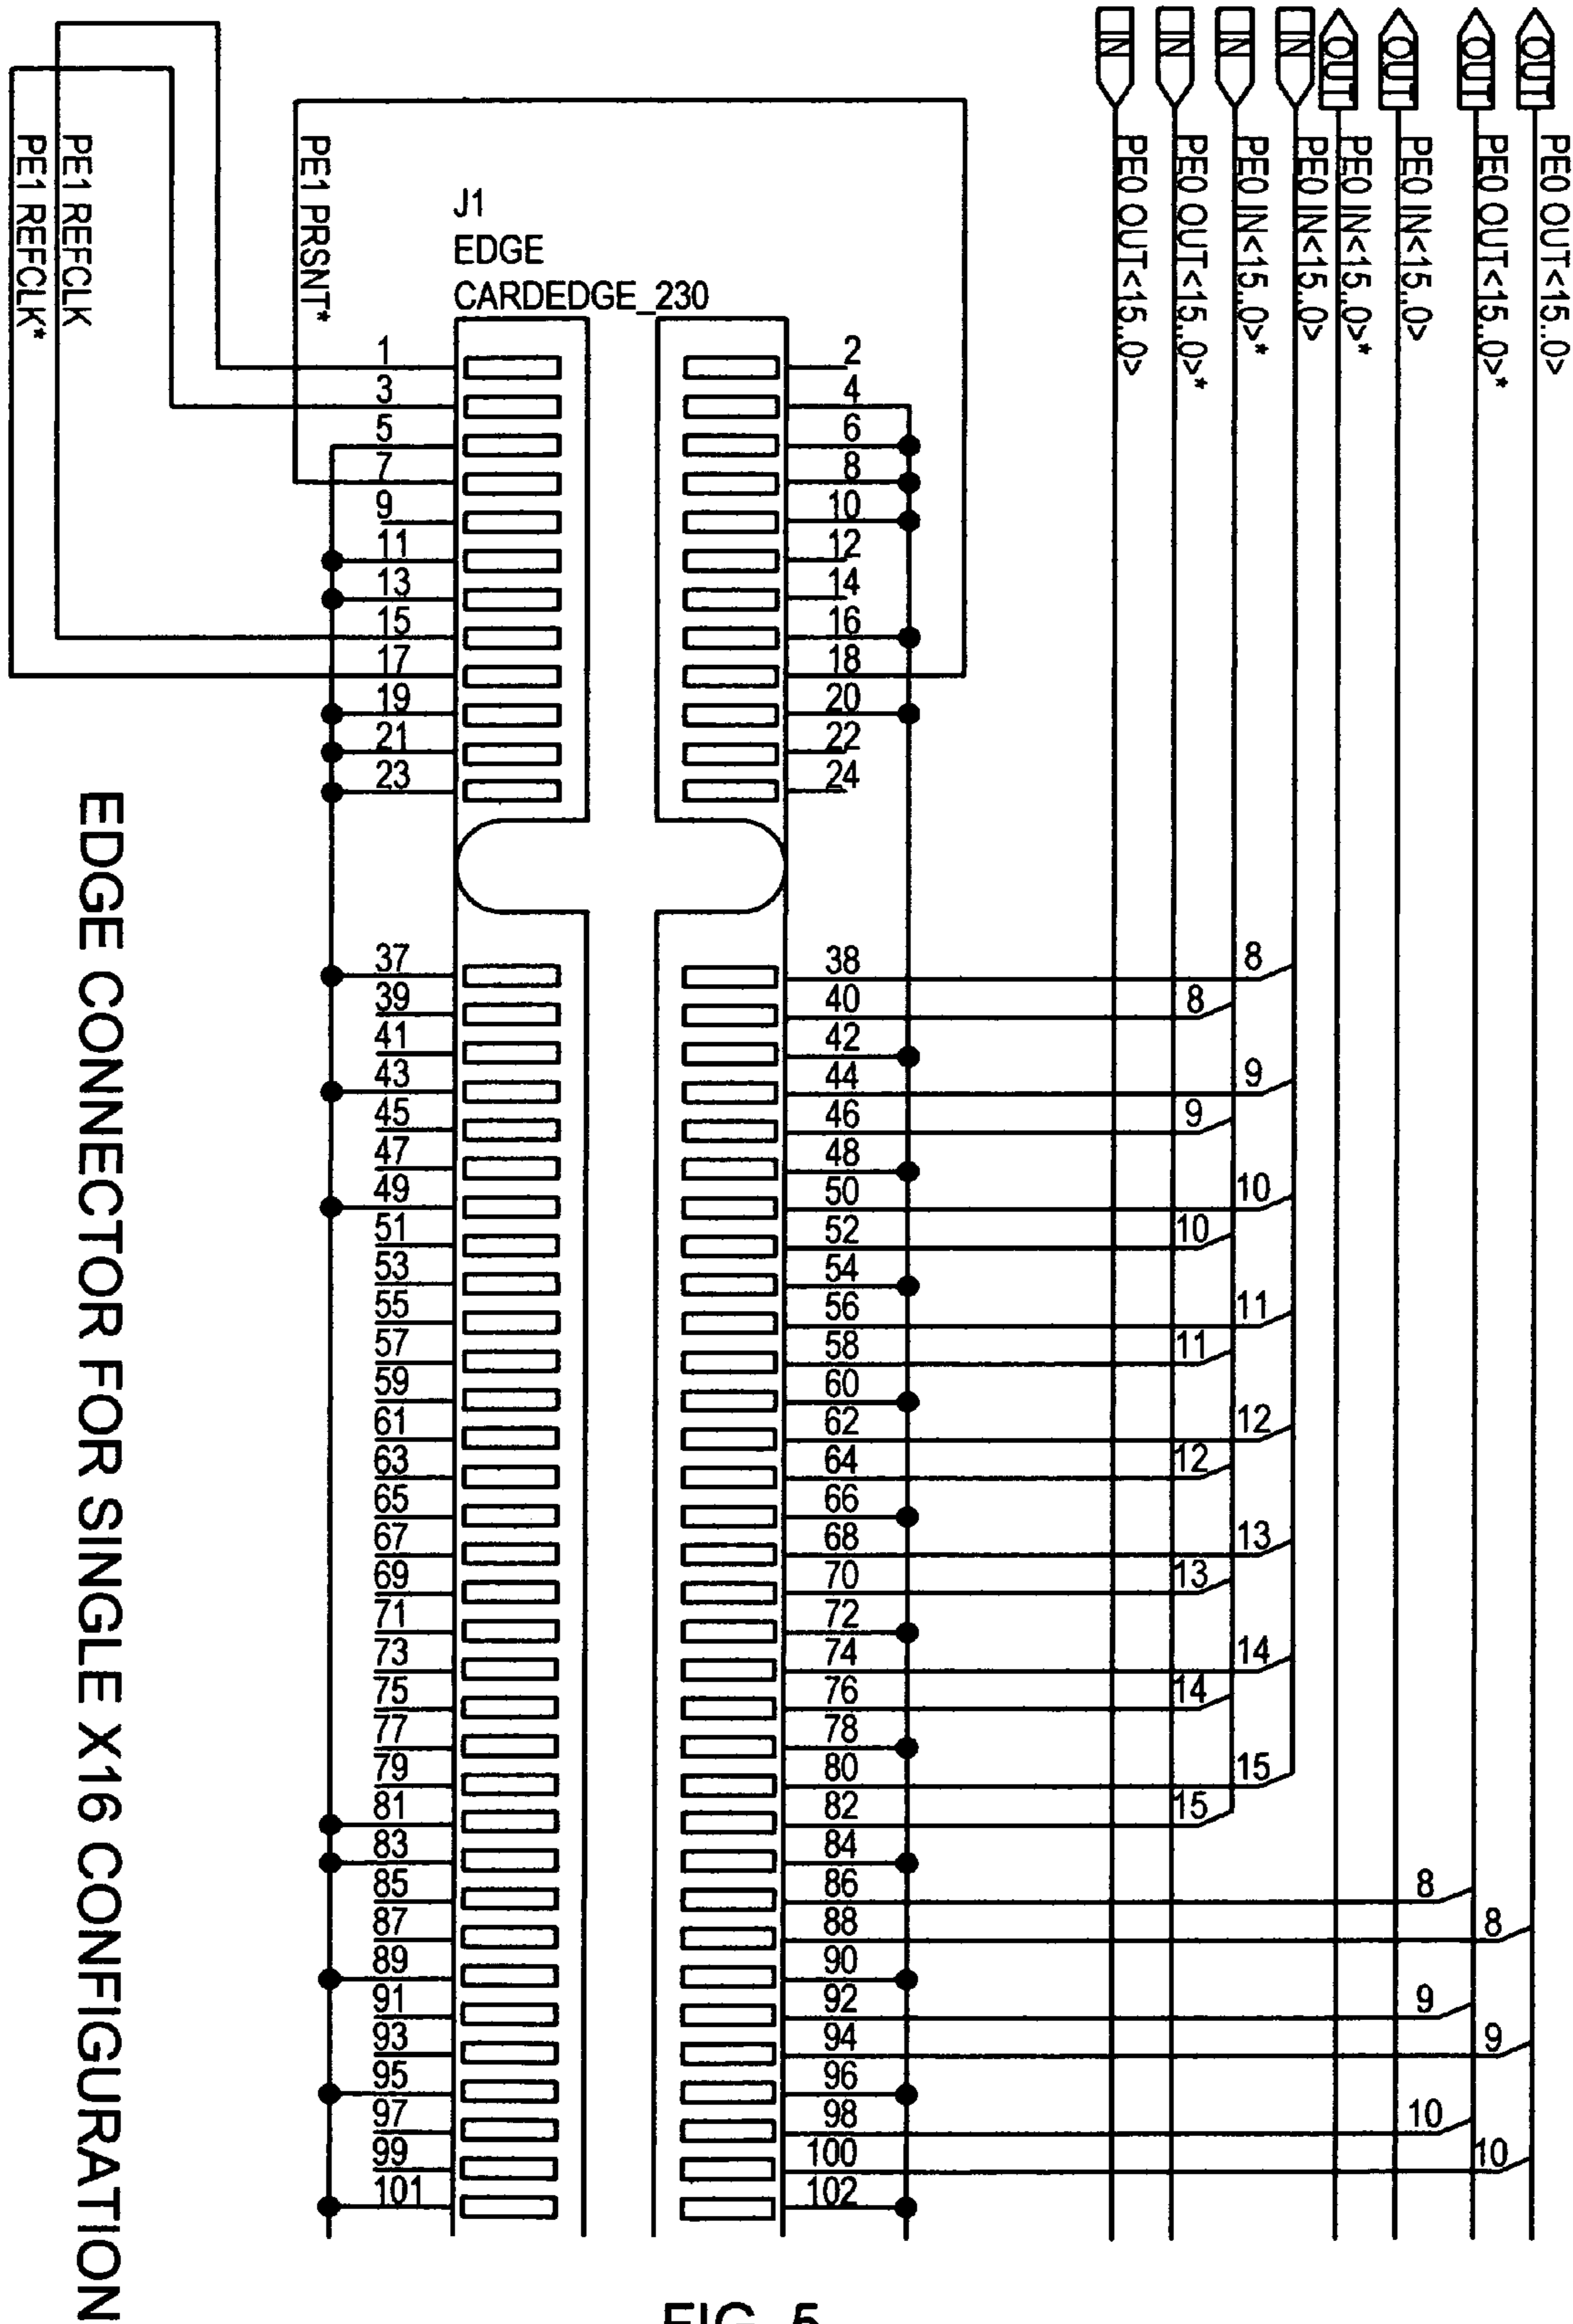 IN
IN
IN
IN
OUT
OUT
OUT
OUT
PE1 REFCLK*
PE1 REFCLK
PE1 PRSNT*
PE0 OUT<15..0>
PE0 OUT<15..0>*
PE0 IN<15..0>*
PE0 IN<15..0>
PE0 IN<15..0>*
PE0 IN<15..0>
PE0 OUT<15..0>*
PE0 OUT<15..0>
J1
EDGE
CARDEDGE_230
1 2
3 4
5 6
7 8
9 10
11 12
13 14
15 16
17 18
19 20
21 22
23 24
37 38 8
39 40 8
41 42
43 44 9
45 46 9
47 48
49 50 10
51 52 10
53 54
55 56 11
57 58 11
59 60
61 62 12
63 64 12
65 66
67 68 13
69 70 13
71 72
73 74 14
75 76 14
77 78
79 80 15
81 82 15
83 84
85 86 8
87 88 8
89 90
91 92 9
93 94 9
95 96
97 98 10
99 100 10
101 102
EDGE CONNECTOR FOR SINGLE X16 CONFIGURATION
FIG. 5